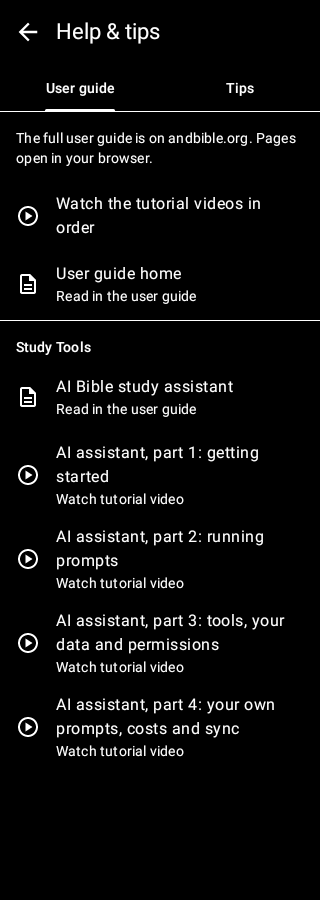 Help & tips
User guide
Tips
The full user guide is on andbible.org. Pages
open in your browser.
Watch the tutorial videos in
order
User guide home
Read in the user guide
Study Tools
AI Bible study assistant
Read in the user guide
AI assistant, part 1: getting
started
Watch tutorial video
AI assistant, part 2: running
prompts
Watch tutorial video
AI assistant, part 3: tools, your
data and permissions
Watch tutorial video
AI assistant, part 4: your own
prompts, costs and sync
Watch tutorial video